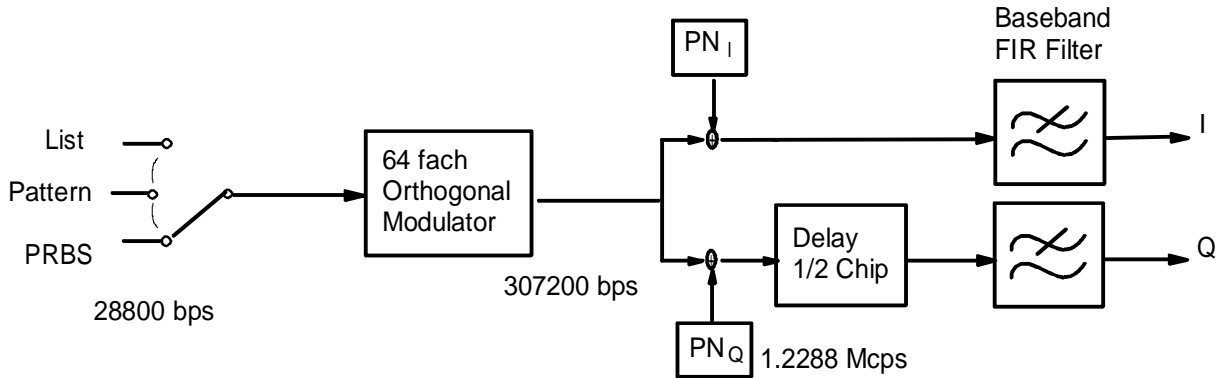 Baseband
FIR Filter
PN I
List
Pattern
PRBS
28800 bps
64 fach
Orthogonal
Modulator
307200 bps
I
Delay
1/2 Chip
Q
PN Q
1.2288 Mcps